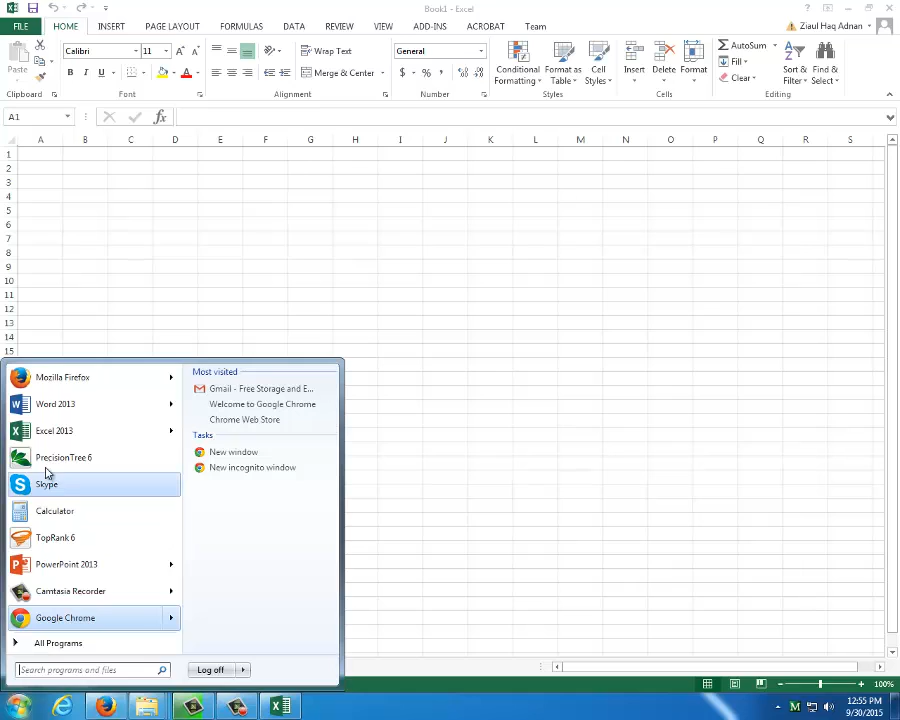 Book1 - Excel
FILE HOME INSERT PAGE LAYOUT FORMULAS DATA REVIEW VIEW ADD-INS ACROBAT Team Ziaul Haq Adnan
Paste
Clipboard
Calibri 11
B I U A
Font
Wrap Text
Merge & Center
Alignment
General
$ % ,
Number
Conditional Formatting
Format as Table
Cell Styles
Styles
Insert Delete Format
Cells
AutoSum
Fill
Clear
Sort & Filter
Find & Select
Editing
A1 fx
A B C D E F G H I J K L M N O P Q R S
1
2
3
4
5
6
7
8
9
10
11
12
13
14
15
Mozilla Firefox
Word 2013
Excel 2013
PrecisionTree 6
Skype
Calculator
TopRank 6
PowerPoint 2013
Camtasia Recorder
Google Chrome
All Programs
Search programs and files
Most visited
Gmail - Free Storage and E...
Welcome to Google Chrome
Chrome Web Store
Tasks
New window
New incognito window
Log off
100%
12:55 PM
9/30/2015